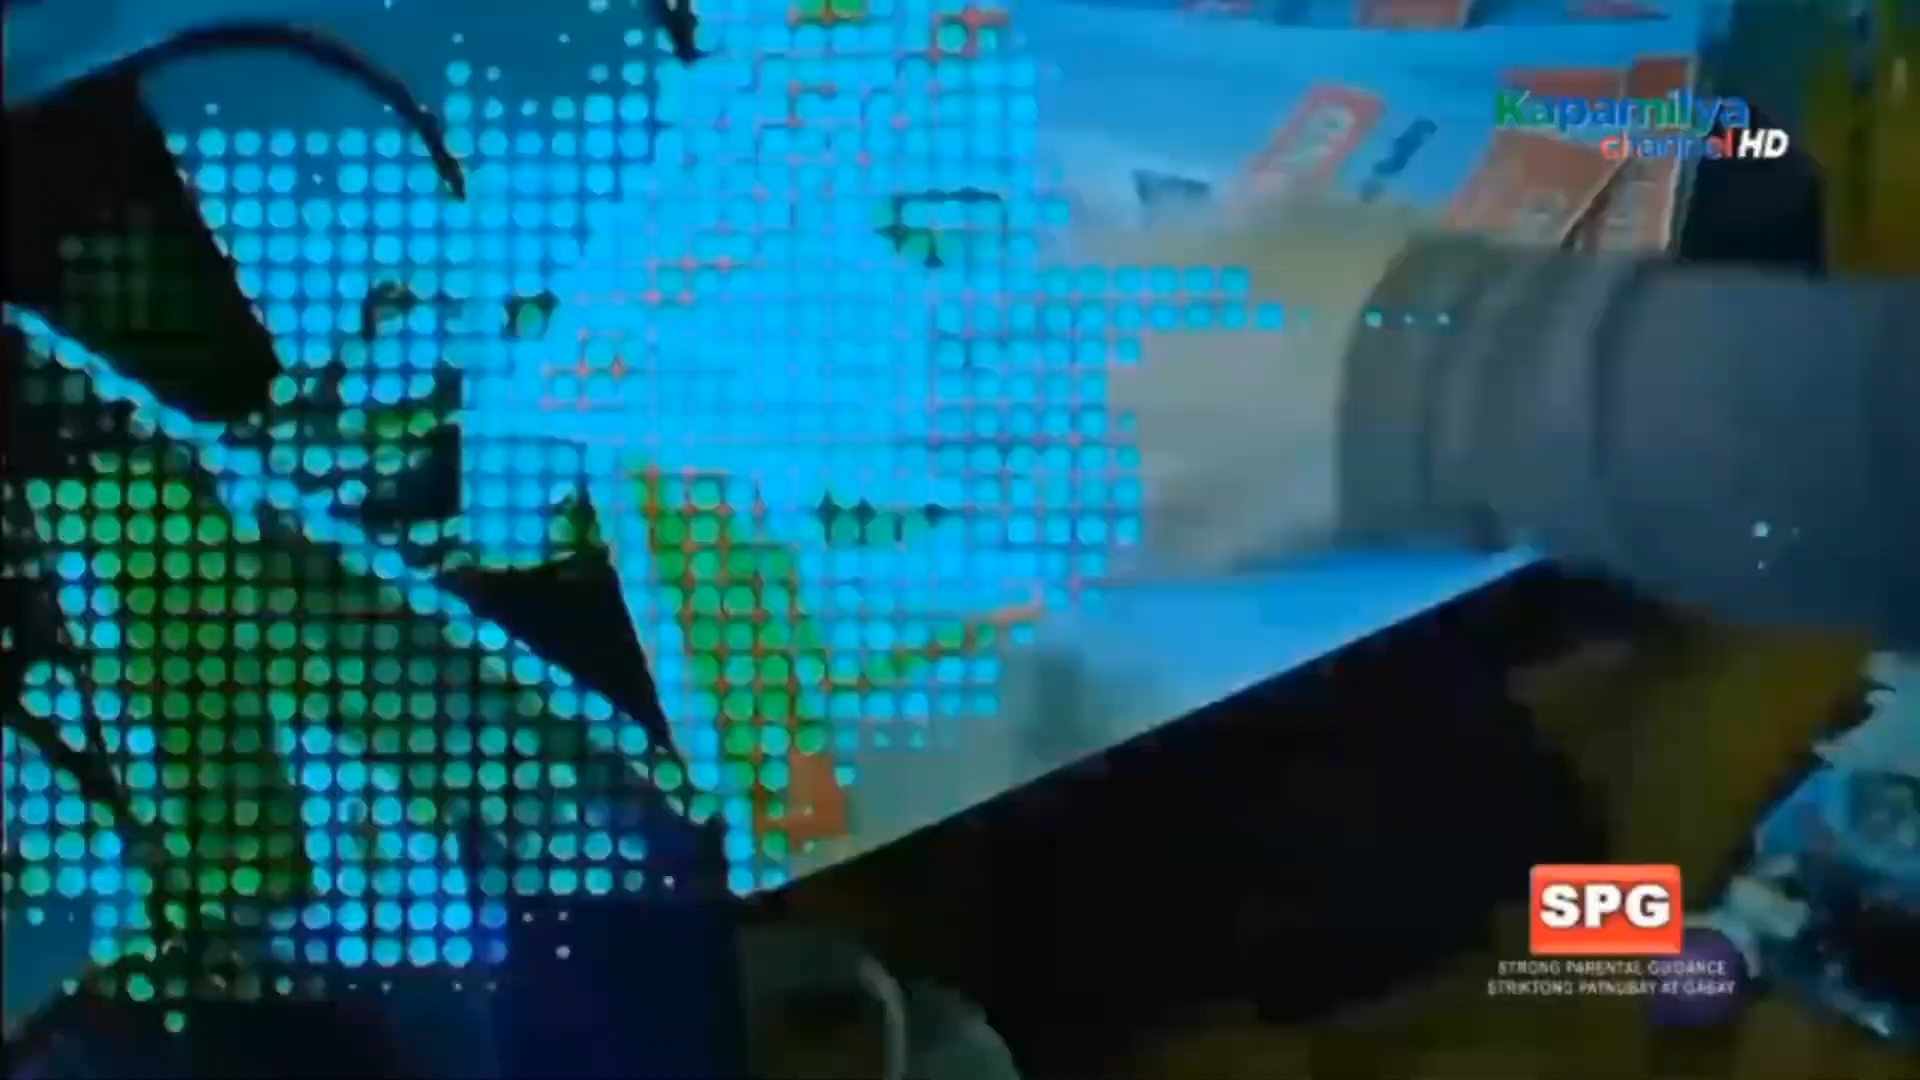 Kapamilya
channel HD
SPG
STRONG PARENTAL GUIDANCE
STRIKTONG PATNUBAY AT GABAY